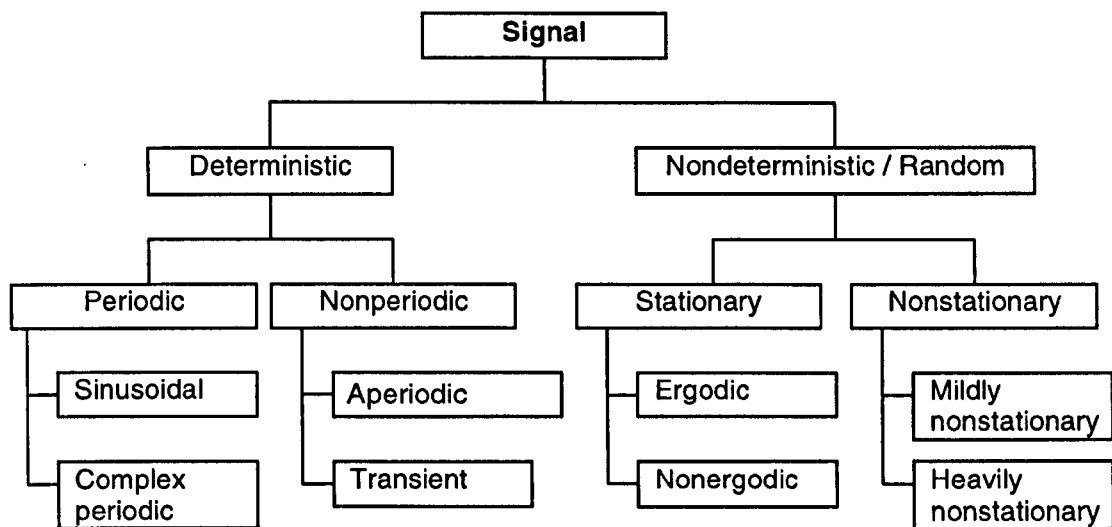 Signal
Deterministic
Nondeterministic / Random
Periodic
Nonperiodic
Stationary
Nonstationary
Sinusoidal
Aperiodic
Ergodic
Mildly
nonstationary
Complex
periodic
Transient
Nonergodic
Heavily
nonstationary